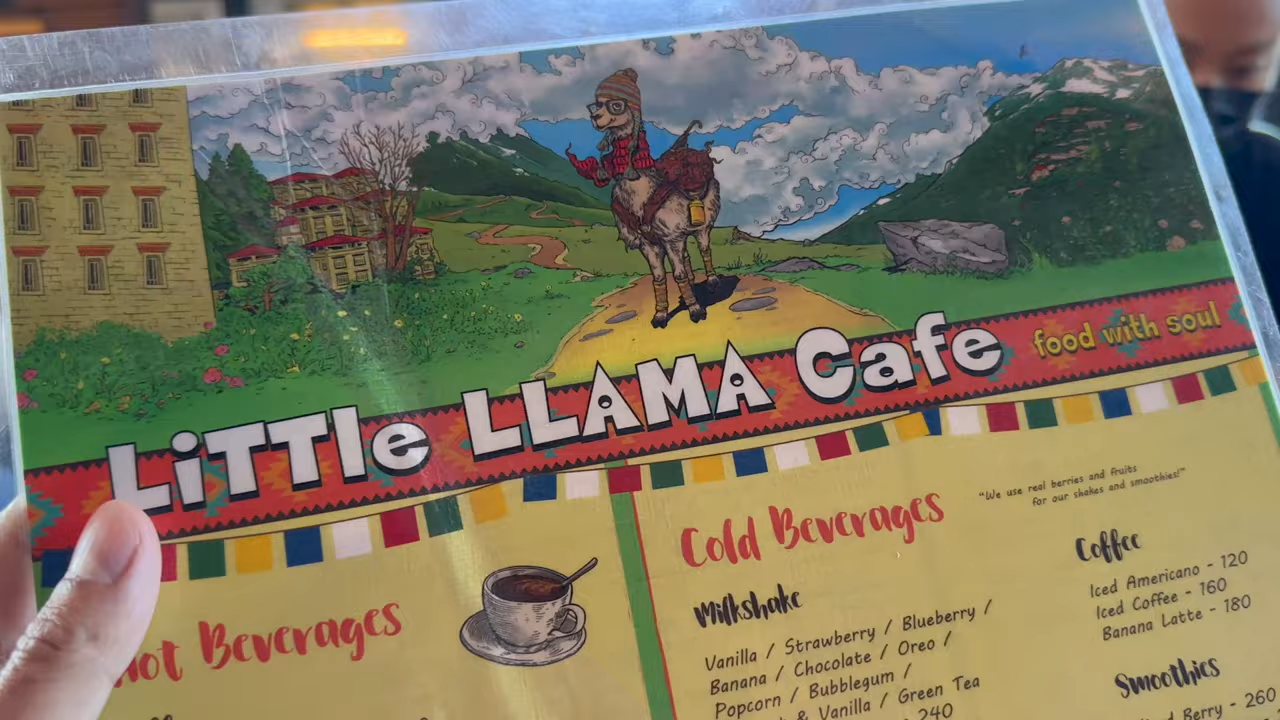 LiTTle LLAMA Cafe
food with soul
Hot Beverages
Cold Beverages
"We use real berries and fruits
for our shakes and smoothies!"
Milkshake
Vanilla / Strawberry / Blueberry /
Banana / Chocolate / Oreo /
Popcorn / Bubblegum /
& Vanilla / Green Tea
240
Coffee
Iced Americano - 120
Iced Coffee - 160
Banana Latte - 180
Smoothies
Berry - 260